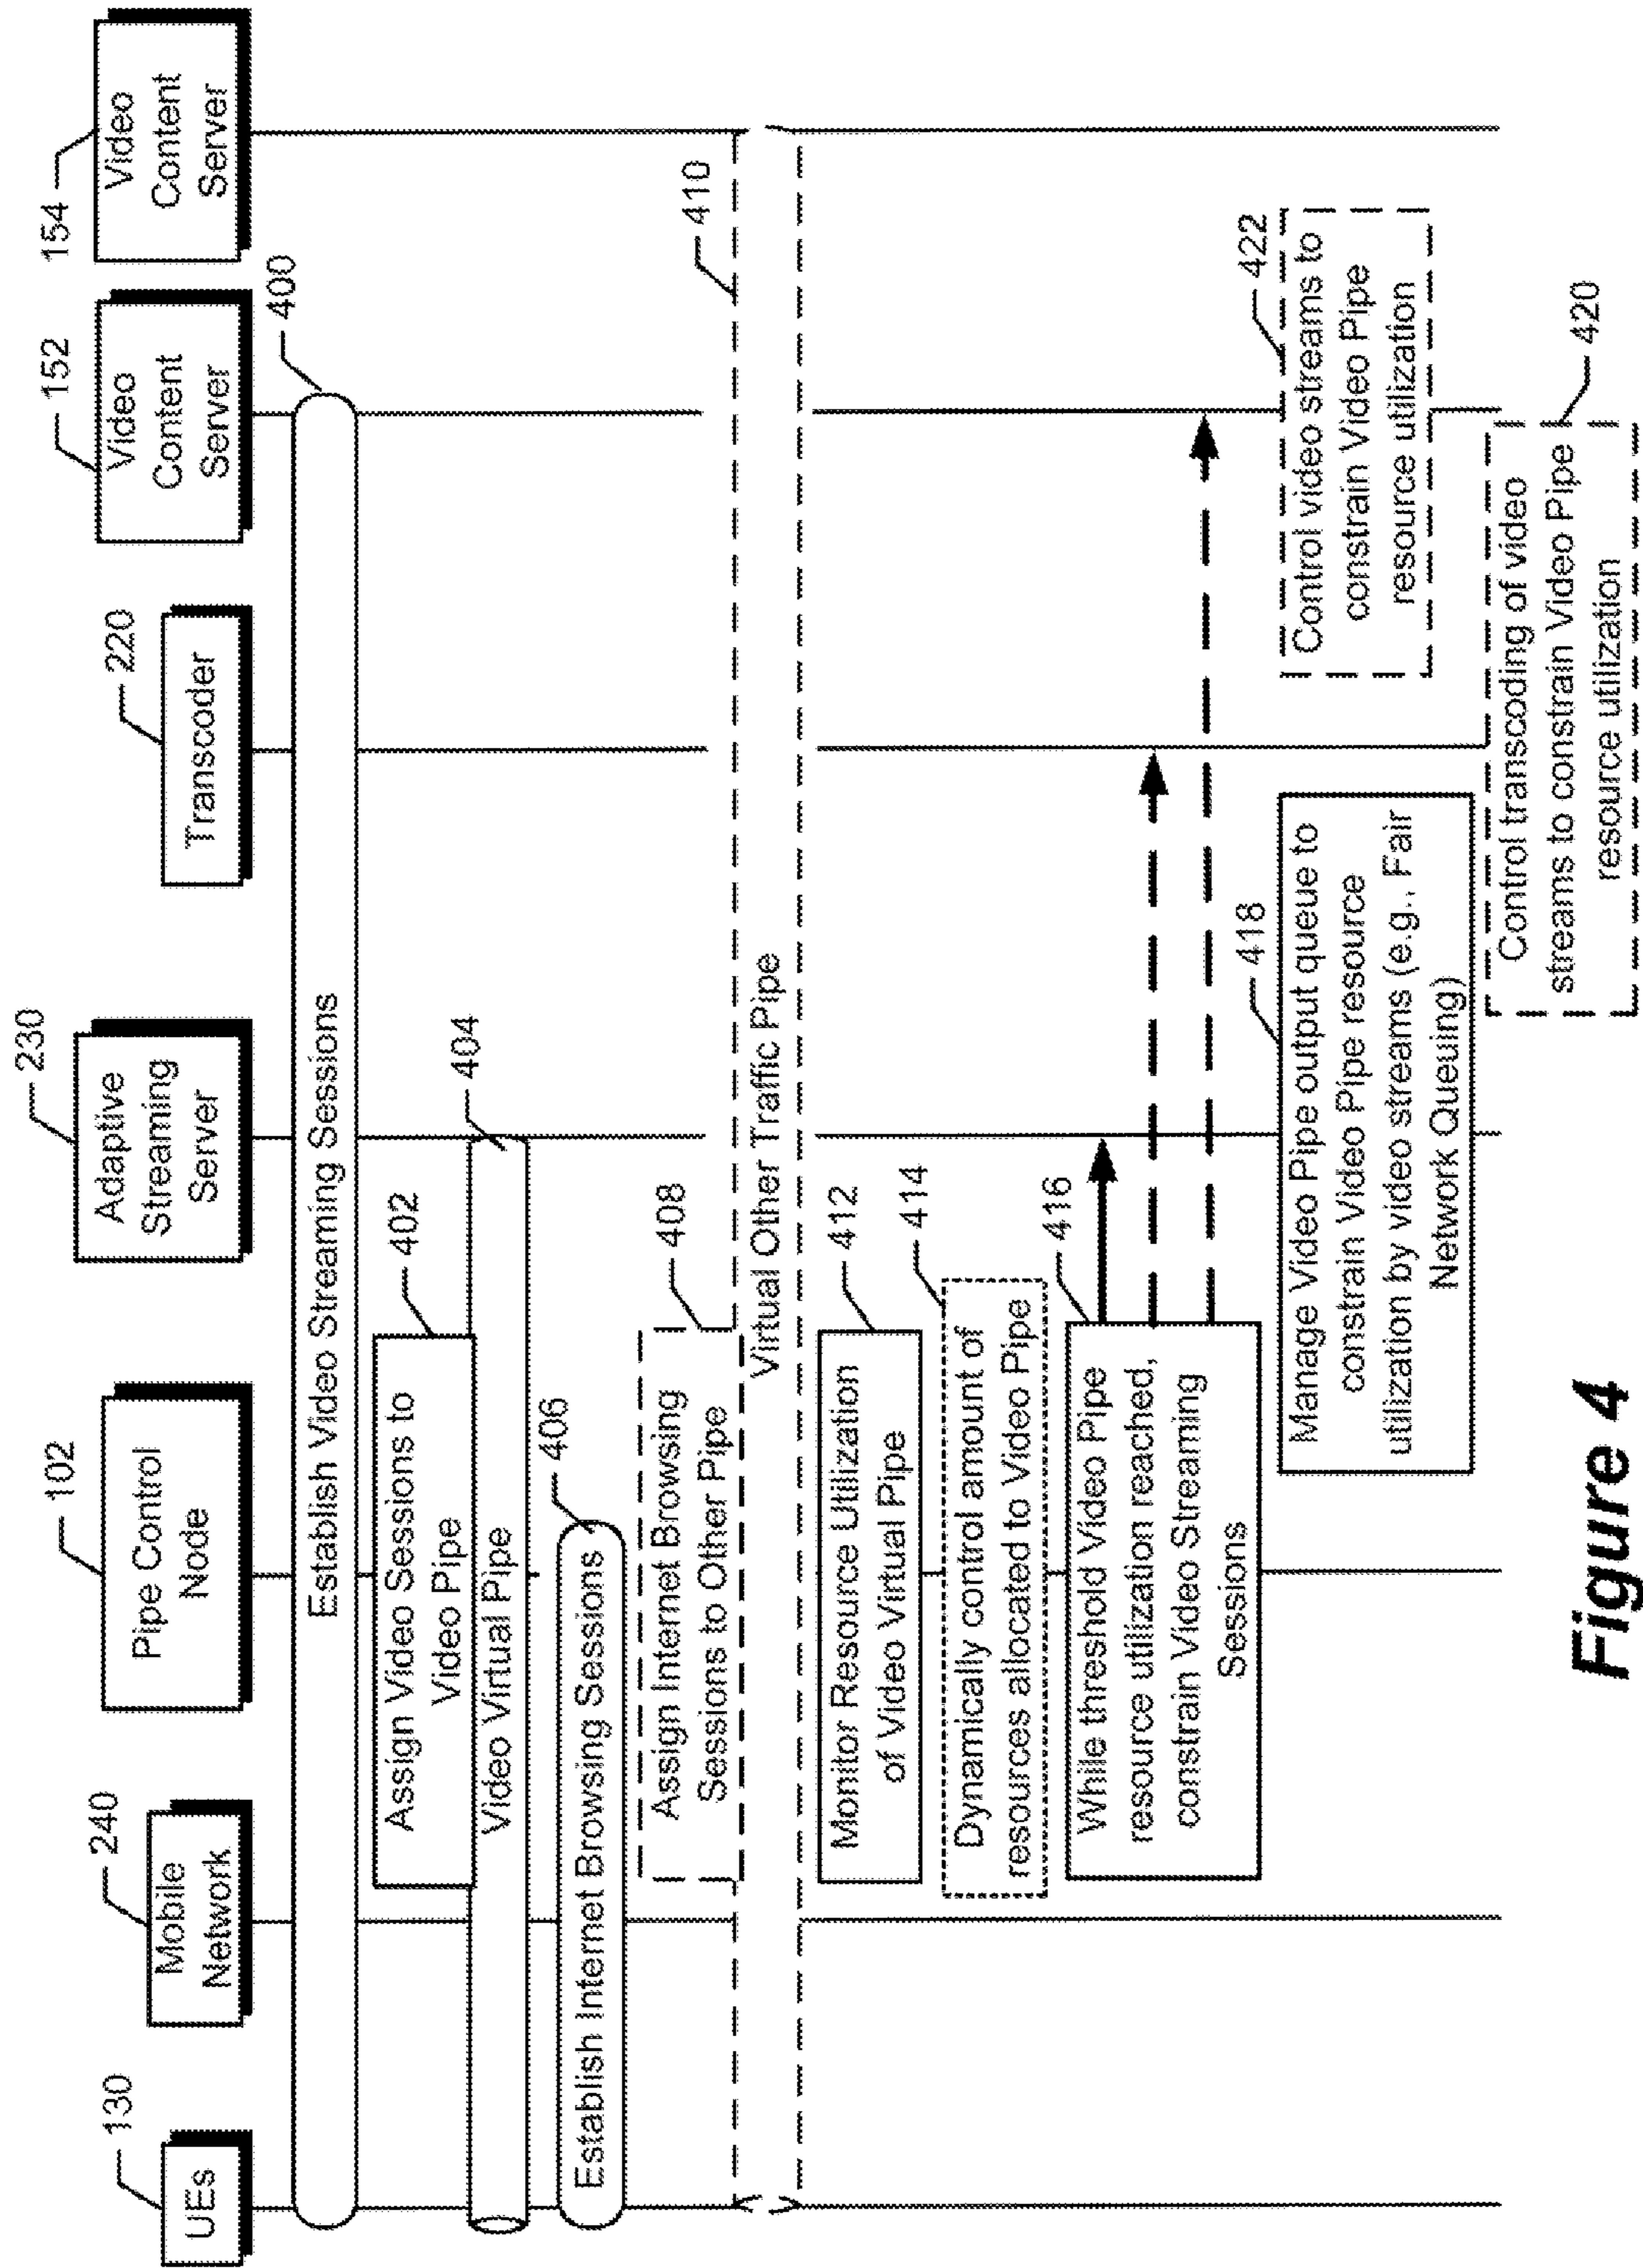 130
UEs
240
Mobile
Network
102
Pipe Control
Node
230
Adaptive
Streaming
Server
220
Transcoder
152
Video
Content
Server
154
Video
Content
Server
Establish Video Streaming Sessions
400
Assign Video Sessions to
Video Pipe
402
Video Virtual Pipe
404
Establish Internet Browsing Sessions
406
Assign Internet Browsing
Sessions to Other Pipe
408
410
Virtual Other Traffic Pipe
Monitor Resource Utilization
of Video Virtual Pipe
412
Dynamically control amount of
resources allocated to Video Pipe
414
While threshold Video Pipe
resource utilization reached,
constrain Video Streaming
Sessions
416
Manage Video Pipe output queue to
constrain Video Pipe resource
utilization by video streams (e.g., Fair
Network Queuing)
418
Control video streams to
constrain Video Pipe
resource utilization
422
Control transcoding of video
streams to constrain Video Pipe
resource utilization
420
Figure 4